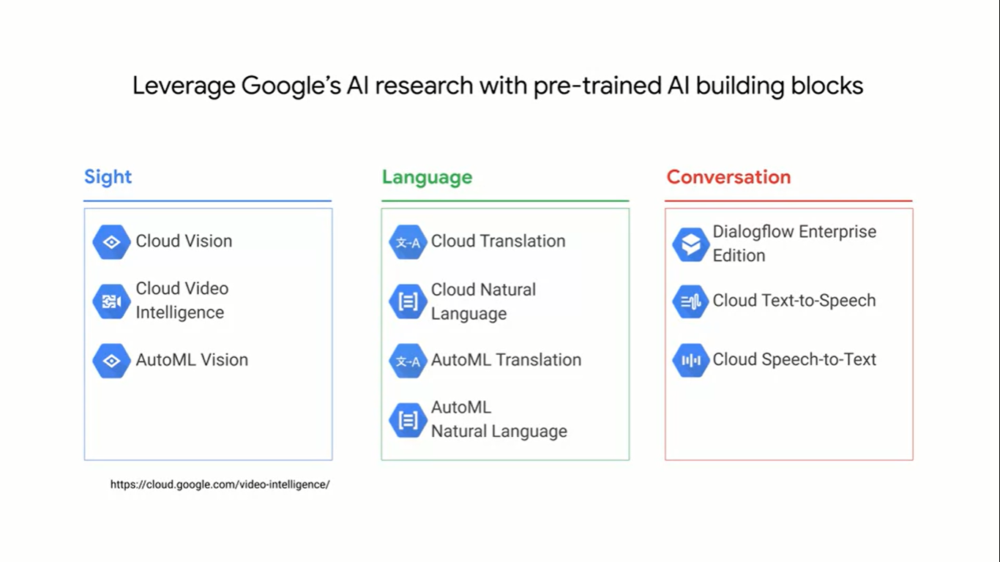 Leverage Google's AI research with pre-trained AI building blocks
Sight
Cloud Vision
Cloud Video
Intelligence
AutoML Vision
https://cloud.google.com/video-intelligence/
Language
文→A
Cloud Translation
Cloud Natural
Language
文→A
AutoML Translation
AutoML
Natural Language
Conversation
Dialogflow Enterprise
Edition
Cloud Text-to-Speech
Cloud Speech-to-Text